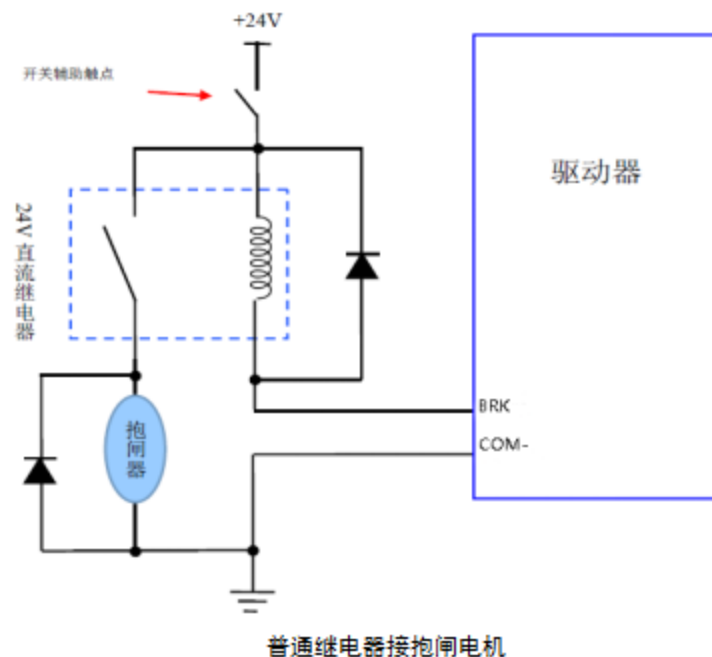 +24V
开关辅助触点
驱动器
24V 直流继电器
BRK
COM-
抱闸器
普通继电器接抱闸电机